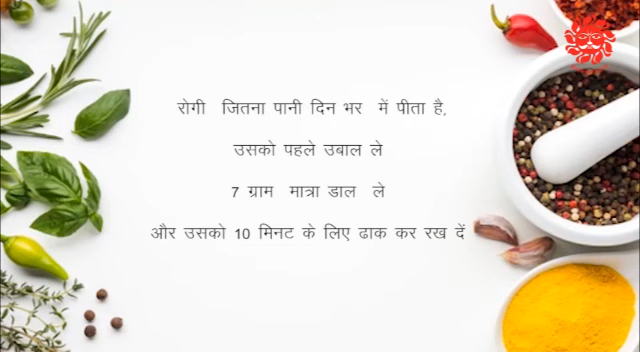 रोगी जितना पानी दिन भर में पीता है,
उसको पहले उबाल ले
7 ग्राम मात्रा डाल ले
और उसको 10 मिनट के लिए ढाक कर रख दें